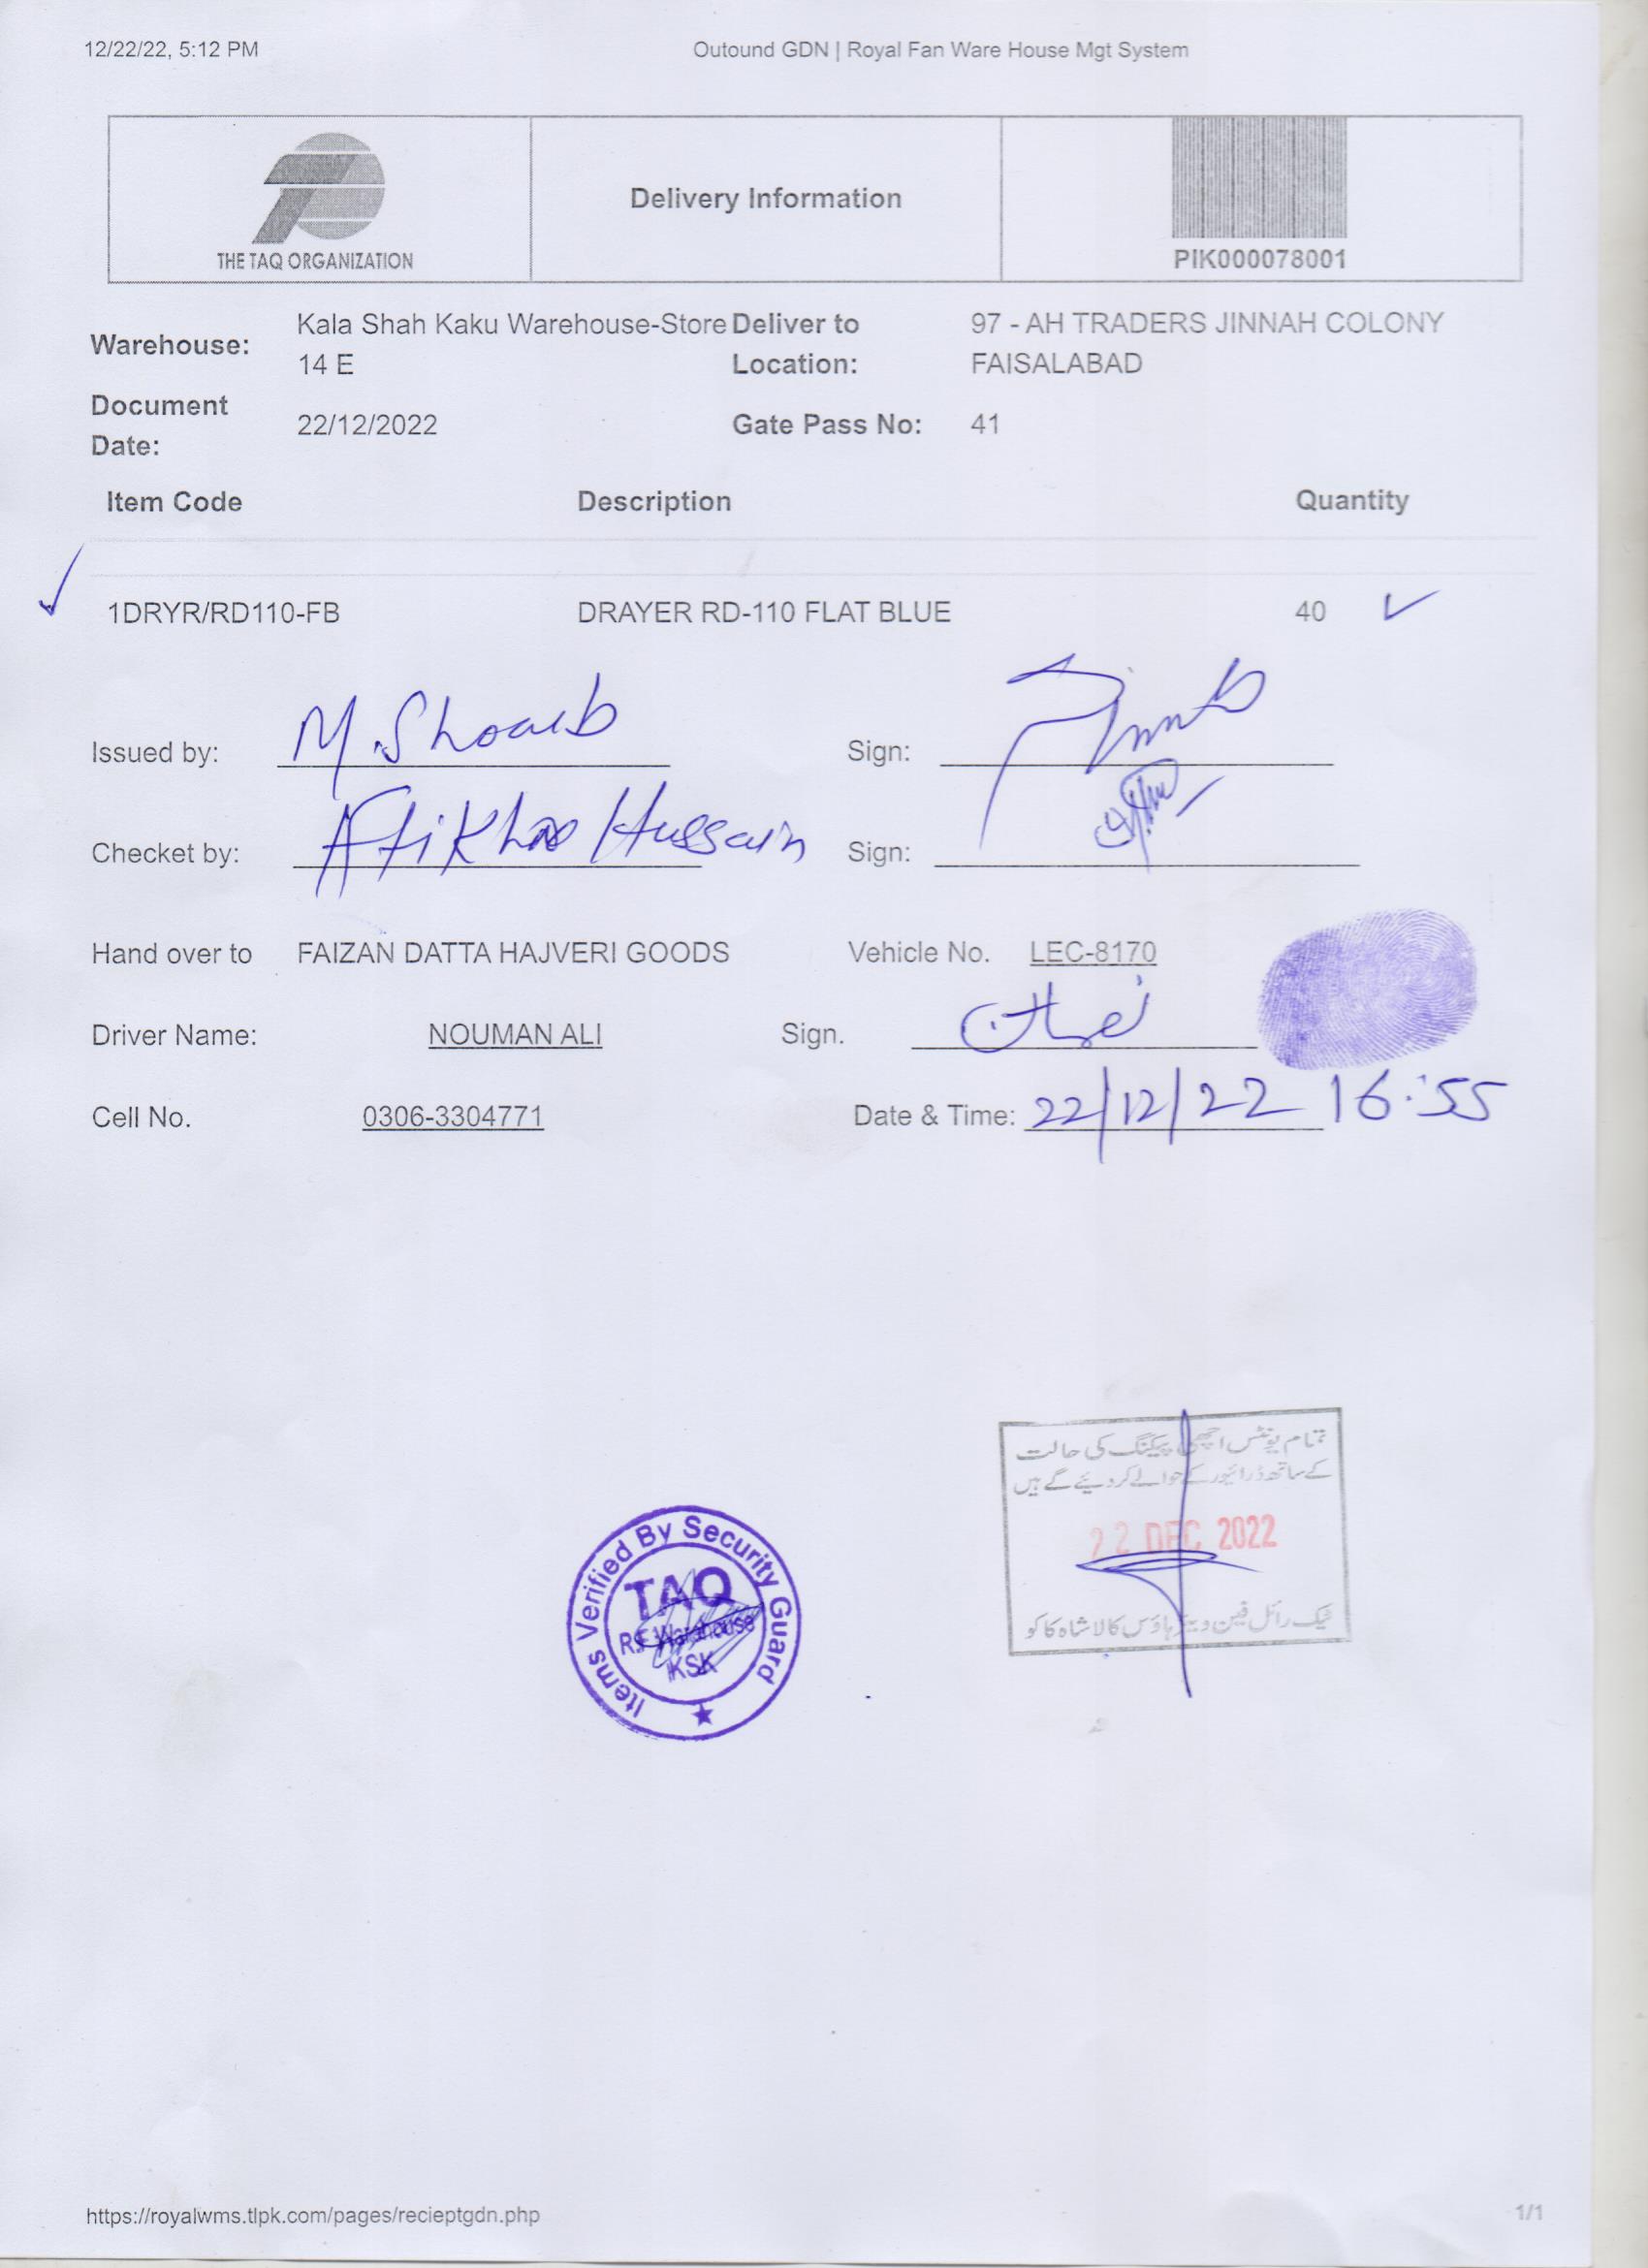 12/22/22, 5:12 PM Outound GDN | Royal Fan Ware House Mgt System
THE TAQ ORGANIZATION
Delivery Information
PIK000078001
Warehouse: Kala Shah Kaku Warehouse-Store 14 E
Deliver to Location: 97 - AH TRADERS JINNAH COLONY FAISALABAD
Document Date: 22/12/2022
Gate Pass No: 41
Item Code Description Quantity
1DRYR/RD110-FB DRAYER RD-110 FLAT BLUE 40
Issued by: M. Shoaib Sign:
Checket by: Hussain Sign:
Hand over to FAIZAN DATTA HAJVERI GOODS Vehicle No. LEC-8170
Driver Name: NOUMAN ALI Sign.
Cell No. 0306-3304771 Date & Time: 22/12/22 16:55
تمام یونٹس اچھی پیکنگ کی حالت
کے ساتھ ڈرائیور کے حوالے کر دیئے گے ہیں
22 DEC 2022
ٹیک رائل فین ویئر ہاؤس کالا شاہ کاکو
Items Verified By Security Guard
TAQ
R.F Warehouse
KSK
https://royalwms.tlpk.com/pages/recieptgdn.php 1/1